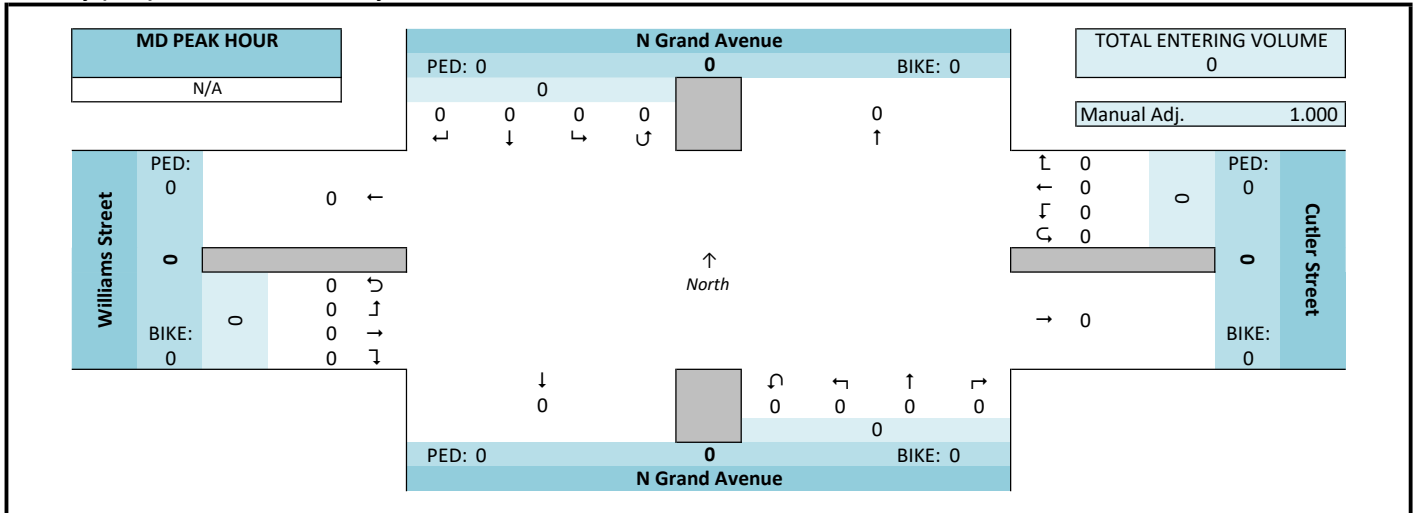 MD PEAK HOUR
N/A
N Grand Avenue
PED: 0 0 BIKE: 0
0
0 0 0 0 0
↵ ↓ ↳ ⮍ ↑
TOTAL ENTERING VOLUME
0
Manual Adj. 1.000
Williams Street
PED:
0
0
BIKE:
0
0
0 ←
0 ⮌
0 ⮥
0 →
0 ⮧
↑
North
↱ 0
← 0
↲ 0
⮎ 0
0
→ 0
PED:
0
0
BIKE:
0
Cutler Street
↓
0
⮏ ↰ ↑ ↱
0 0 0 0
0
PED: 0 0 BIKE: 0
N Grand Avenue